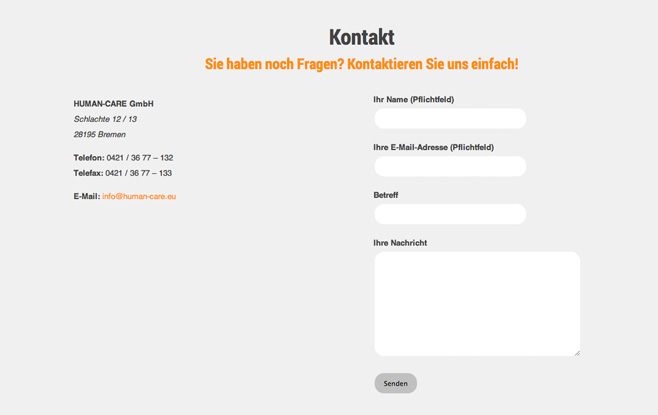 Kontakt
Sie haben noch Fragen? Kontaktieren Sie uns einfach!
HUMAN-CARE GmbH
Schlachte 12 / 13
28195 Bremen
Telefon: 0421 / 36 77 – 132
Telefax: 0421 / 36 77 – 133
E-Mail: info@human-care.eu
Ihr Name (Pflichtfeld)
Ihre E-Mail-Adresse (Pflichtfeld)
Betreff
Ihre Nachricht
Senden